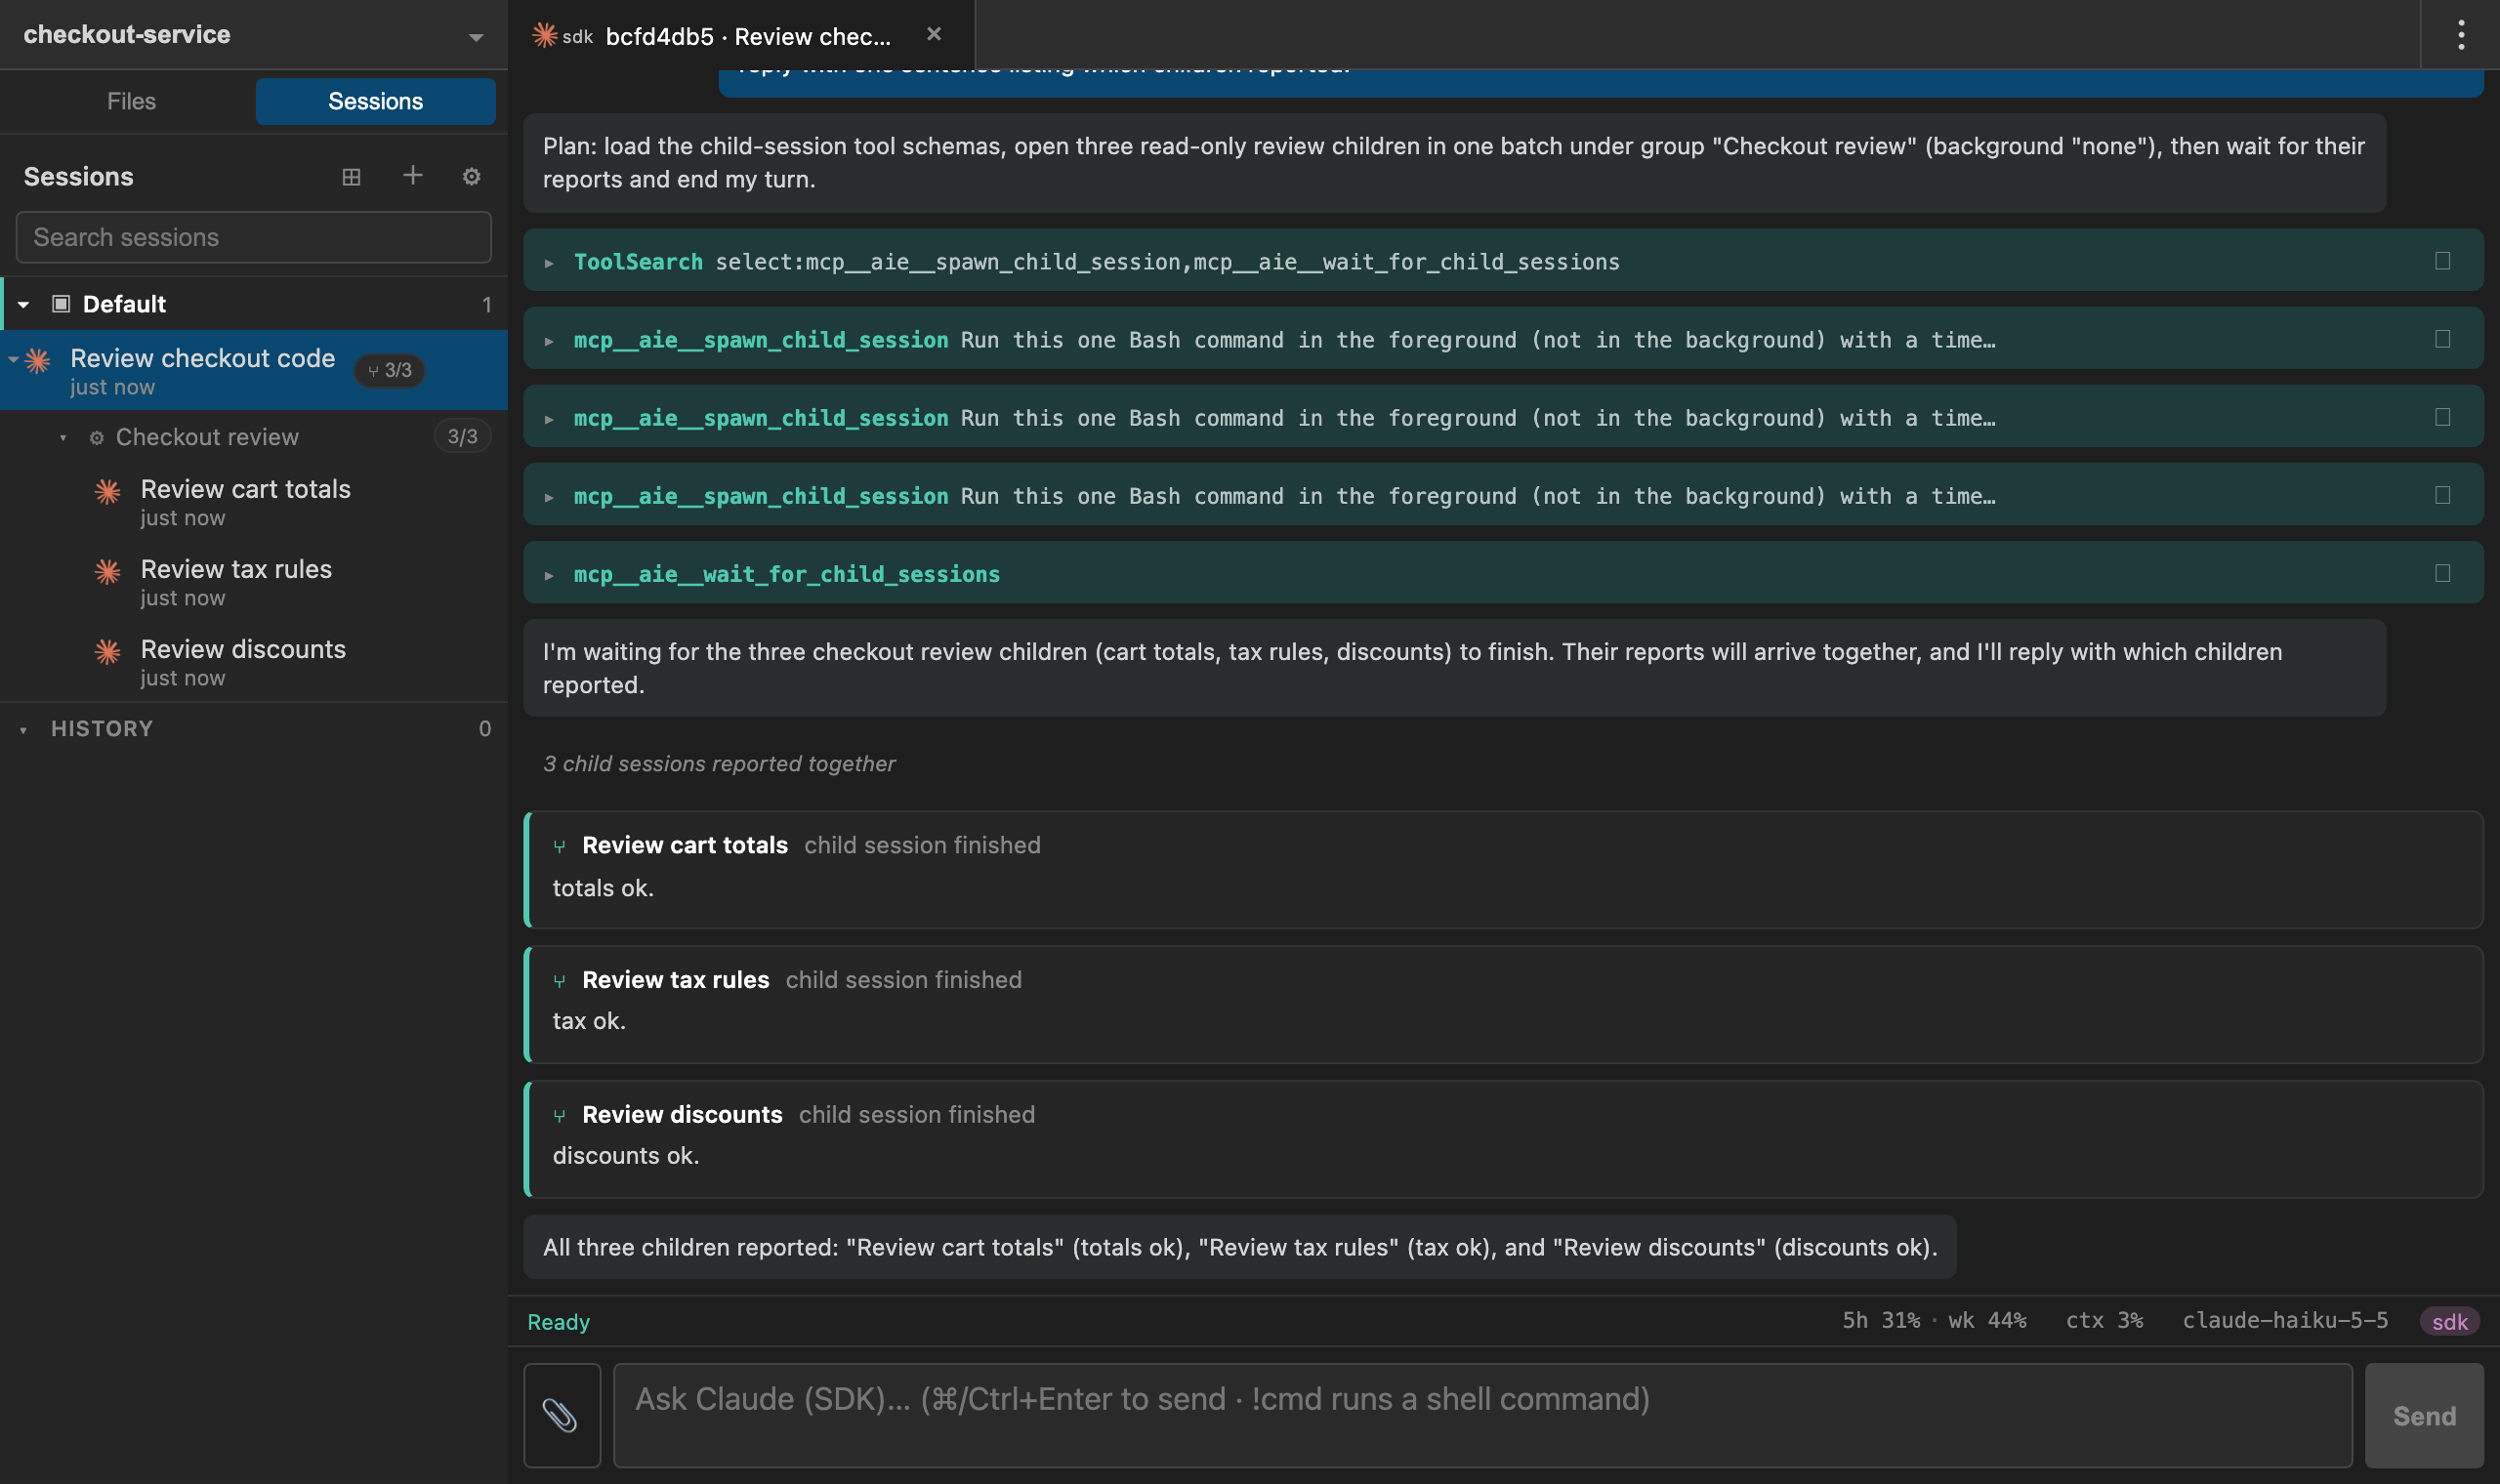 checkout-service
Files
Sessions
Sessions
Search sessions
Default
1
Review checkout code
just now
3/3
Checkout review
3/3
Review cart totals
just now
Review tax rules
just now
Review discounts
just now
HISTORY
0
sdk bcfd4db5 · Review chec...
reply with one sentence listing which children reported.
Plan: load the child-session tool schemas, open three read-only review children in one batch under group "Checkout review" (background "none"), then wait for their
reports and end my turn.
ToolSearch select:mcp__aie__spawn_child_session,mcp__aie__wait_for_child_sessions
mcp__aie__spawn_child_session Run this one Bash command in the foreground (not in the background) with a time…
mcp__aie__spawn_child_session Run this one Bash command in the foreground (not in the background) with a time…
mcp__aie__spawn_child_session Run this one Bash command in the foreground (not in the background) with a time…
mcp__aie__wait_for_child_sessions
I'm waiting for the three checkout review children (cart totals, tax rules, discounts) to finish. Their reports will arrive together, and I'll reply with which children
reported.
3 child sessions reported together
Review cart totals child session finished
totals ok.
Review tax rules child session finished
tax ok.
Review discounts child session finished
discounts ok.
All three children reported: "Review cart totals" (totals ok), "Review tax rules" (tax ok), and "Review discounts" (discounts ok).
Ready
5h 31% · wk 44% ctx 3% claude-haiku-5-5 sdk
Ask Claude (SDK)... (⌘/Ctrl+Enter to send · !cmd runs a shell command)
Send